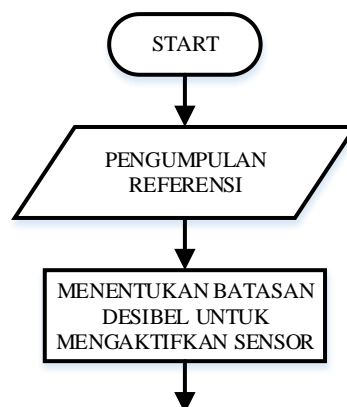 START
PENGUMPULAN
REFERENSI
MENENTUKAN BATASAN
DESIBEL UNTUK
MENGAKTIFKAN SENSOR